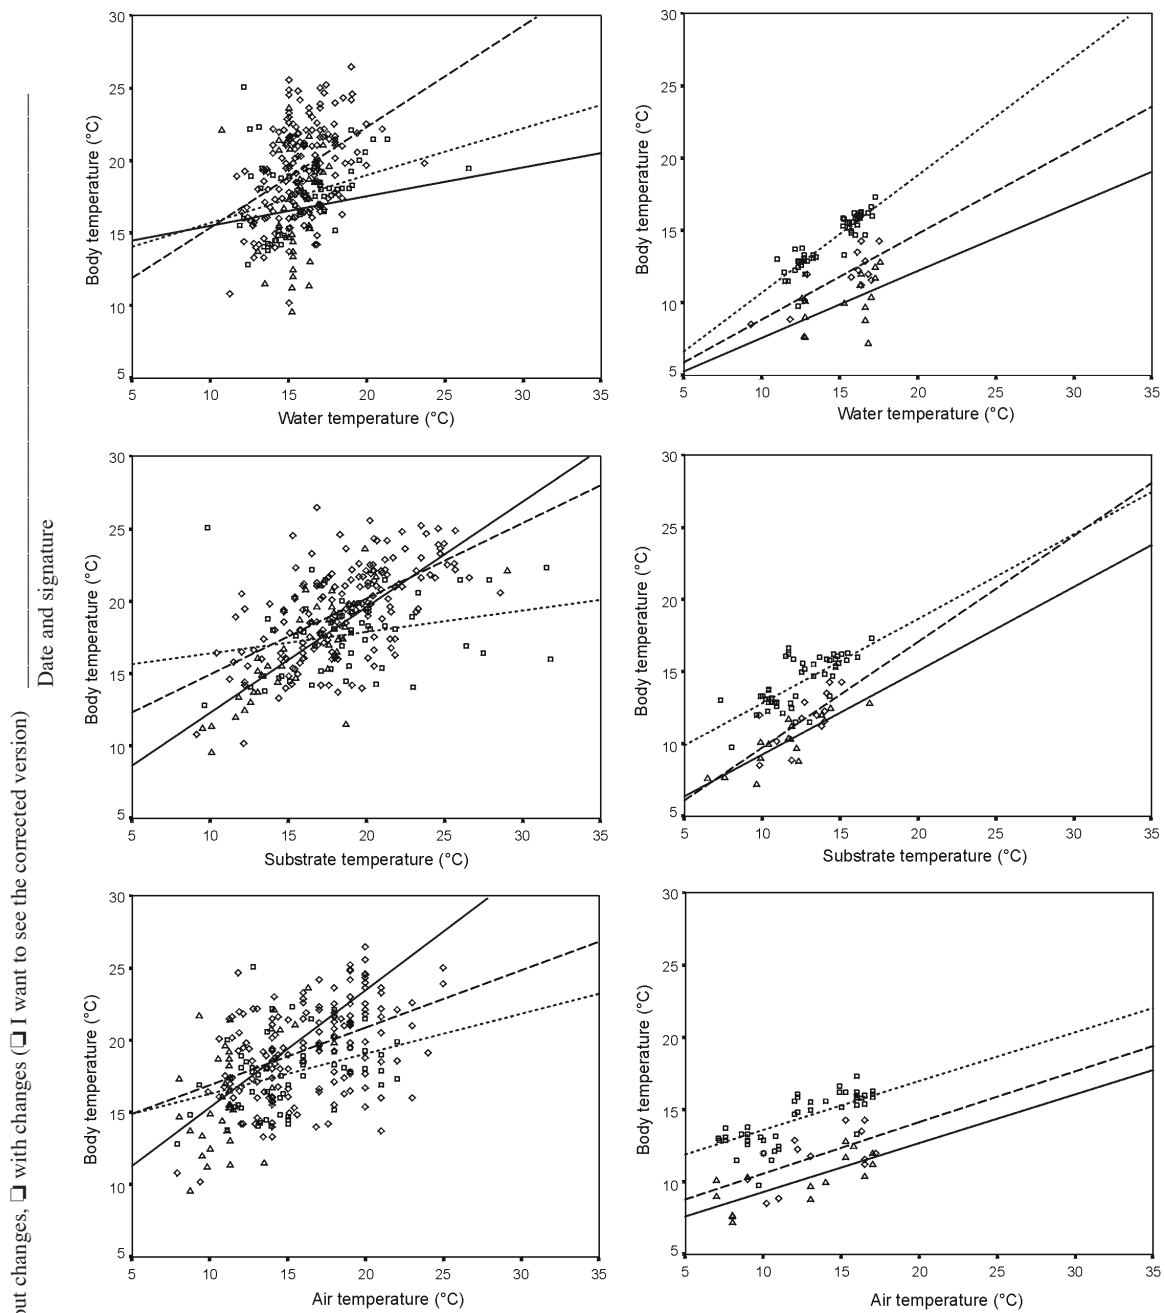 Date and signature
out changes, ❏ with changes (❏ I want to see the corrected version)
30
25
20
15
10
5
Body temperature (°C)
5 10 15 20 25 30 35
Water temperature (°C)
30
25
20
15
10
5
Body temperature (°C)
5 10 15 20 25 30 35
Water temperature (°C)
30
25
20
15
10
5
Body temperature (°C)
5 10 15 20 25 30 35
Substrate temperature (°C)
30
25
20
15
10
5
Body temperature (°C)
5 10 15 20 25 30 35
Substrate temperature (°C)
30
25
20
15
10
5
Body temperature (°C)
5 10 15 20 25 30 35
Air temperature (°C)
30
25
20
15
10
5
Body temperature (°C)
5 10 15 20 25 30 35
Air temperature (°C)